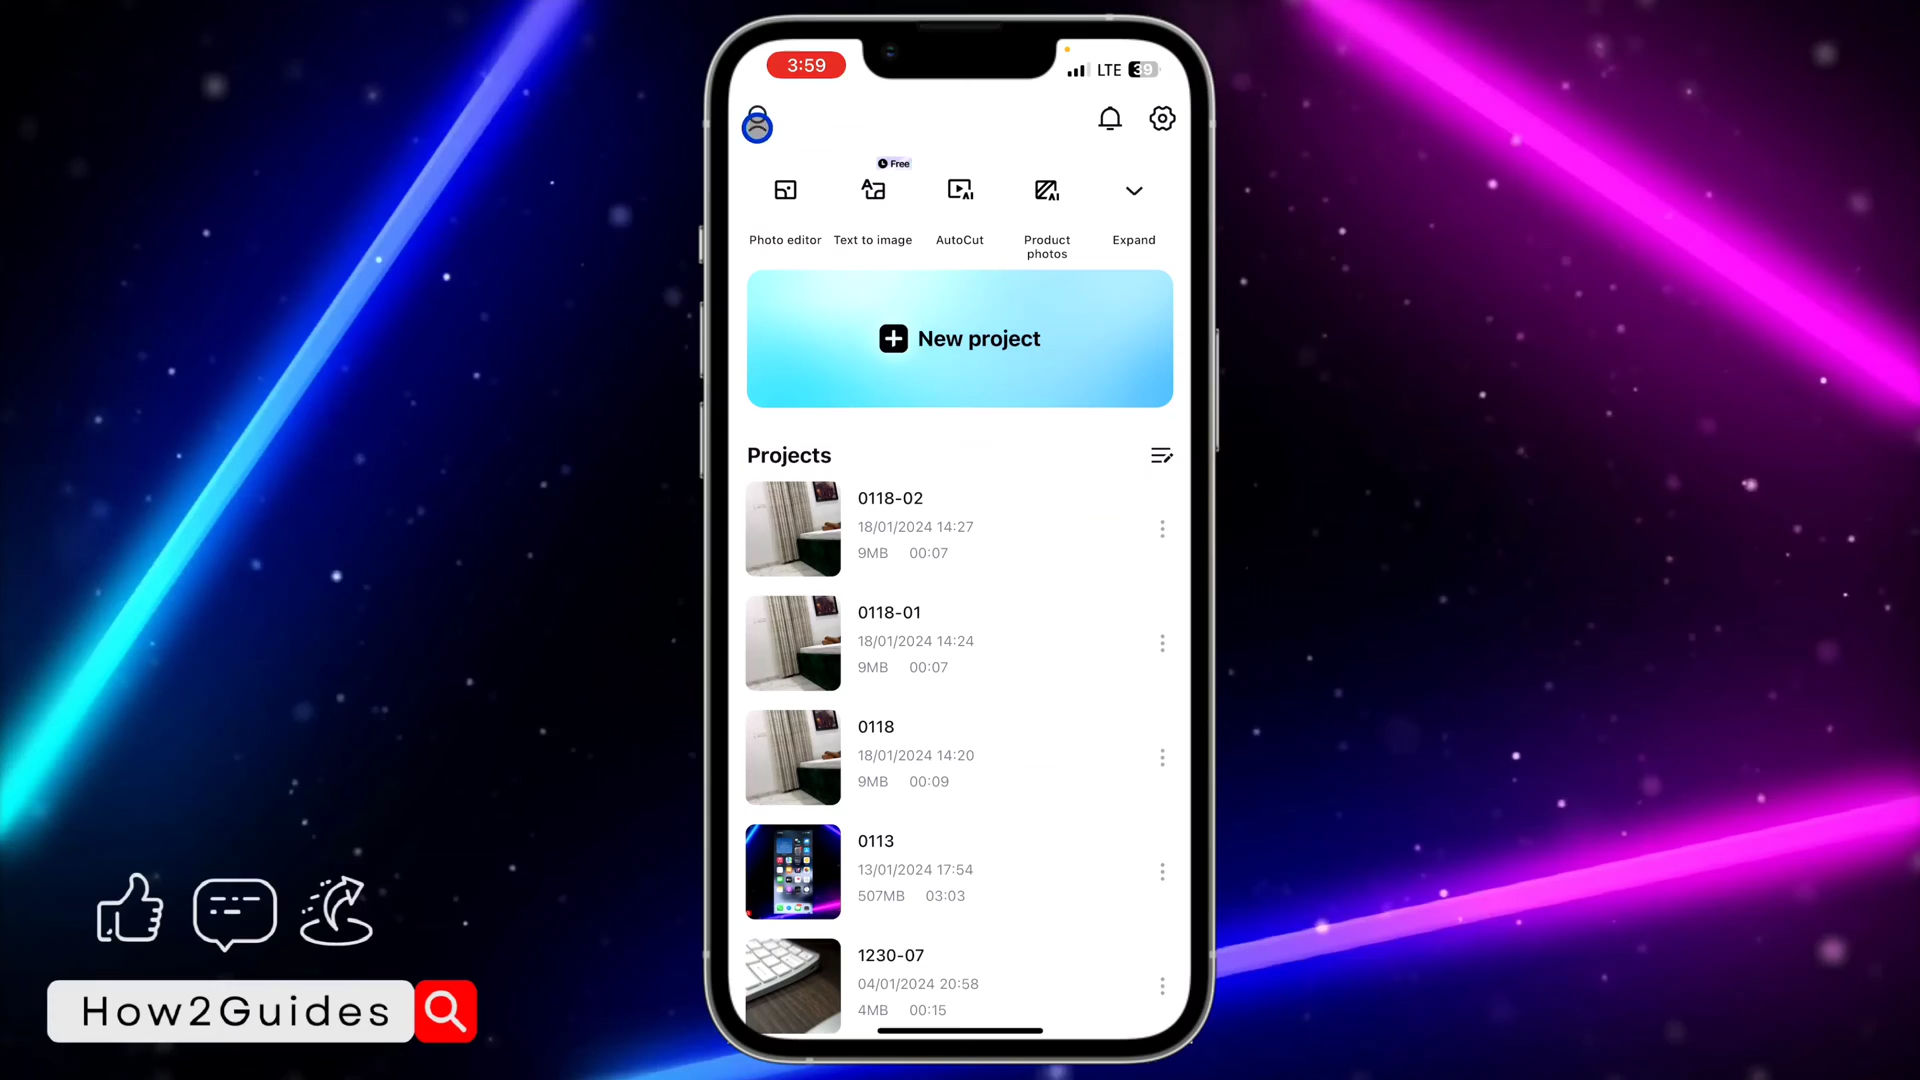 3:59
LTE 39
Free
Photo editor Text to image AutoCut Product photos Expand
New project
Projects
0118-02
18/01/2024 14:27
9MB 00:07
0118-01
18/01/2024 14:24
9MB 00:07
0118
18/01/2024 14:20
9MB 00:09
0113
13/01/2024 17:54
507MB 03:03
1230-07
04/01/2024 20:58
4MB 00:15
How2Guides